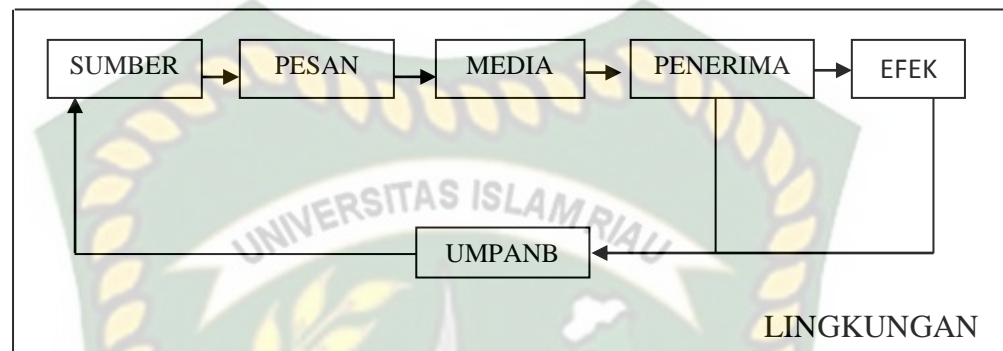 SUMBER PESAN MEDIA PENERIMA EFEK
UNIVERSITAS ISLAM RIAU
UMPANB
LINGKUNGAN